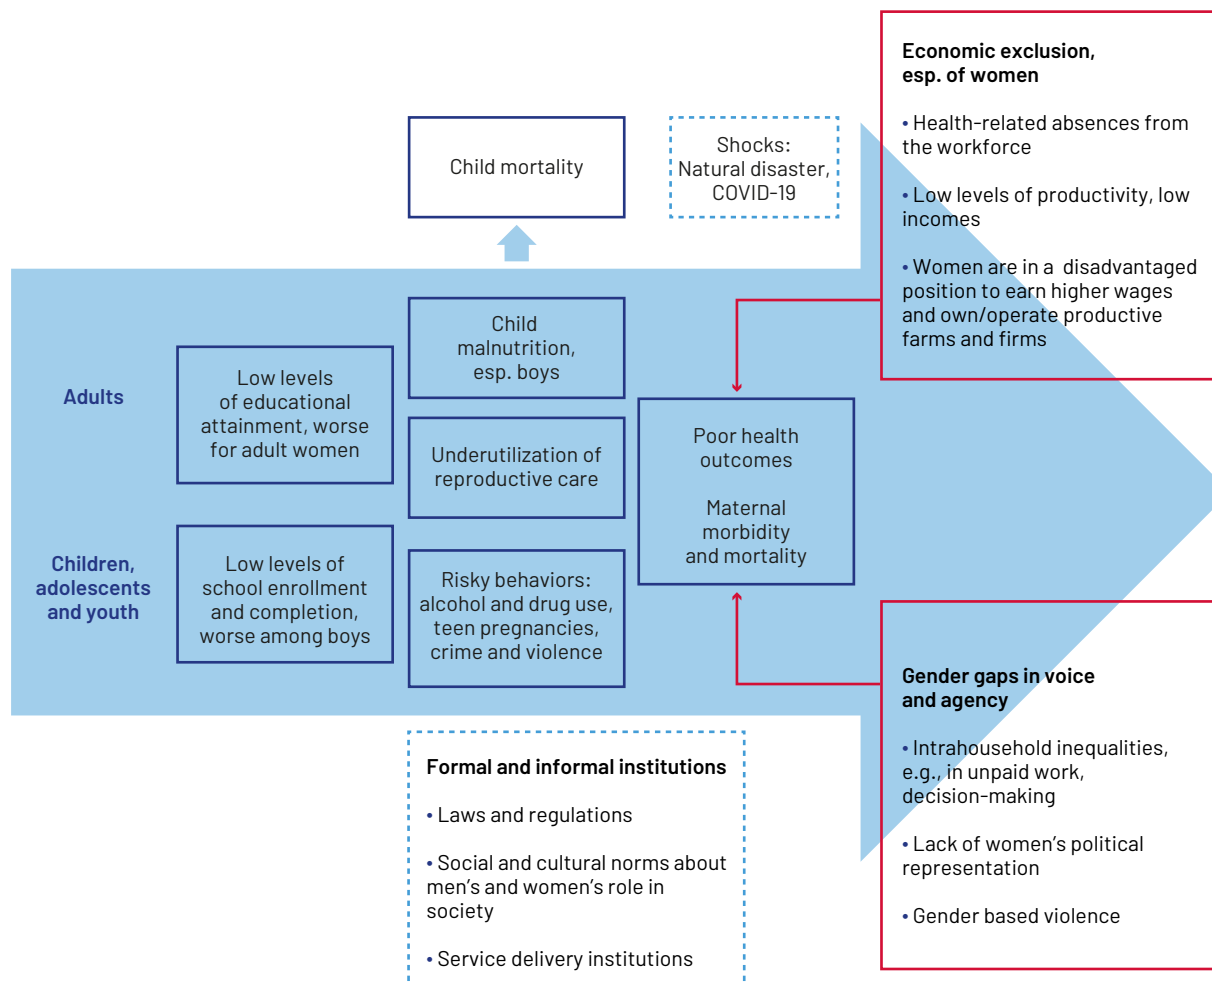 Economic exclusion,
esp. of women
• Health-related absences from
the workforce
• Low levels of productivity, low
incomes
• Women are in a disadvantaged
position to earn higher wages
and own/operate productive
farms and firms
Child mortality
Shocks:
Natural disaster,
COVID-19
Adults
Low levels
of educational
attainment, worse
for adult women
Child
malnutrition,
esp. boys
Underutilization of
reproductive care
Poor health
outcomes
Maternal
morbidity
and mortality
Children,
adolescents
and youth
Low levels of
school enrollment
and completion,
worse among boys
Risky behaviors:
alcohol and drug use,
teen pregnancies,
crime and violence
Gender gaps in voice
and agency
• Intrahousehold inequalities,
e.g., in unpaid work,
decision-making
• Lack of women’s political
representation
• Gender based violence
Formal and informal institutions
• Laws and regulations
• Social and cultural norms about
men’s and women’s role in
society
• Service delivery institutions